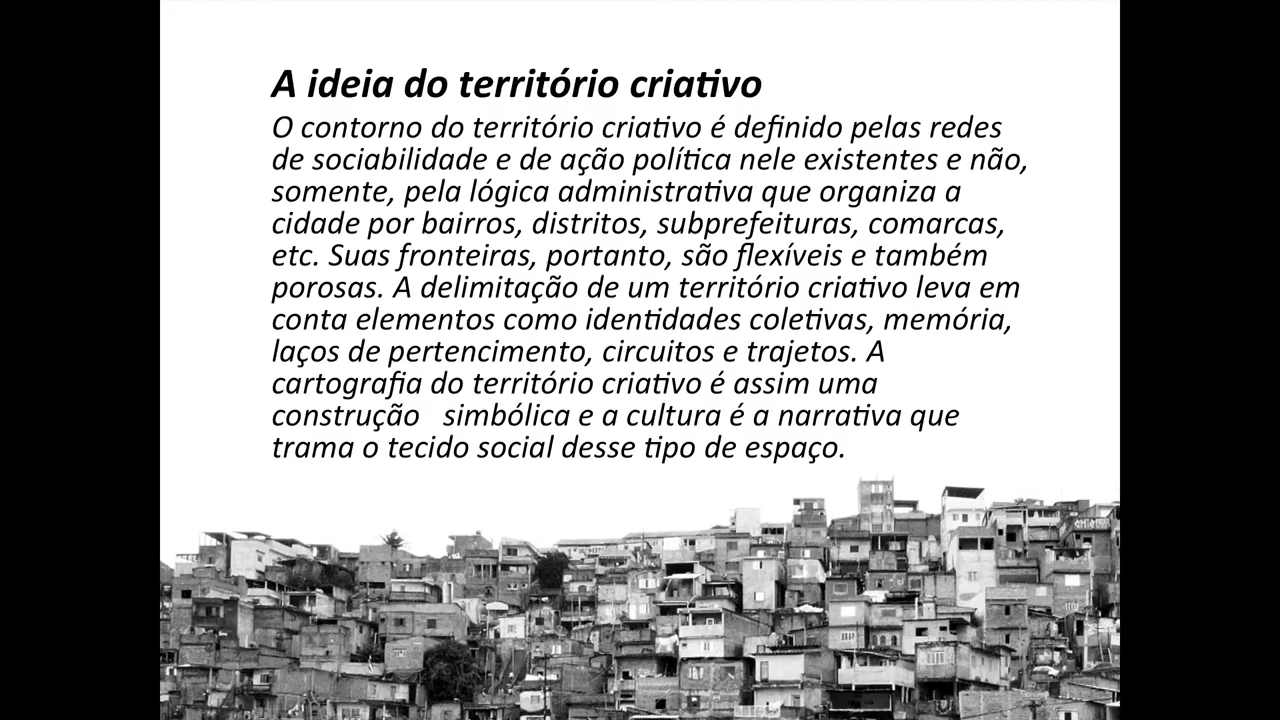 A ideia do território criativo
O contorno do território criativo é definido pelas redes
de sociabilidade e de ação política nele existentes e não,
somente, pela lógica administrativa que organiza a
cidade por bairros, distritos, subprefeituras, comarcas,
etc. Suas fronteiras, portanto, são flexíveis e também
porosas. A delimitação de um território criativo leva em
conta elementos como identidades coletivas, memória,
laços de pertencimento, circuitos e trajetos. A
cartografia do território criativo é assim uma
construção   simbólica e a cultura é a narrativa que
trama o tecido social desse tipo de espaço.